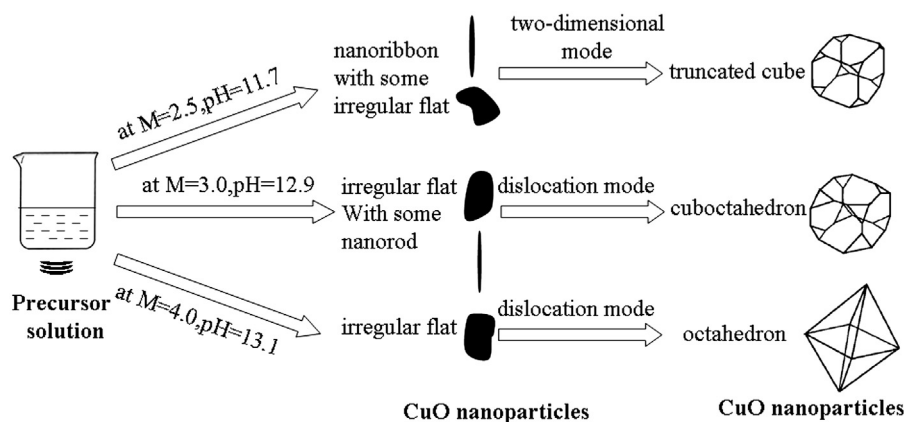 nanoribbon
with some
irregular flat
two-dimensional
mode
truncated cube
at M=2.5,pH=11.7
at M=3.0,pH=12.9
irregular flat
With some
nanorod
dislocation mode
cuboctahedron
Precursor
solution
at M=4.0,pH=13.1
irregular flat
dislocation mode
octahedron
CuO nanoparticles
CuO nanoparticles